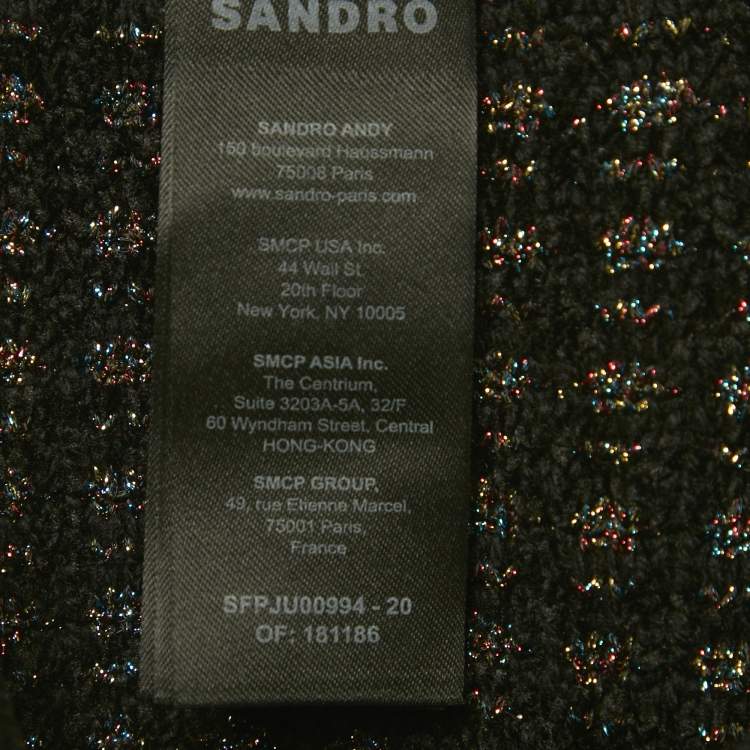 SANDRO
SANDRO ANDY
150 boulevard Haussmann
75008 Paris
www.sandro-paris.com
SMCP USA Inc.
44 Wall St.
20th Floor
New York, NY 10005
SMCP ASIA Inc.
The Centrium,
Suite 3203A-5A, 32/F
60 Wyndham Street, Central
HONG-KONG
SMCP GROUP,
49, rue Etienne Marcel,
75001 Paris,
France
SFPJU00994 - 20
OF: 181186